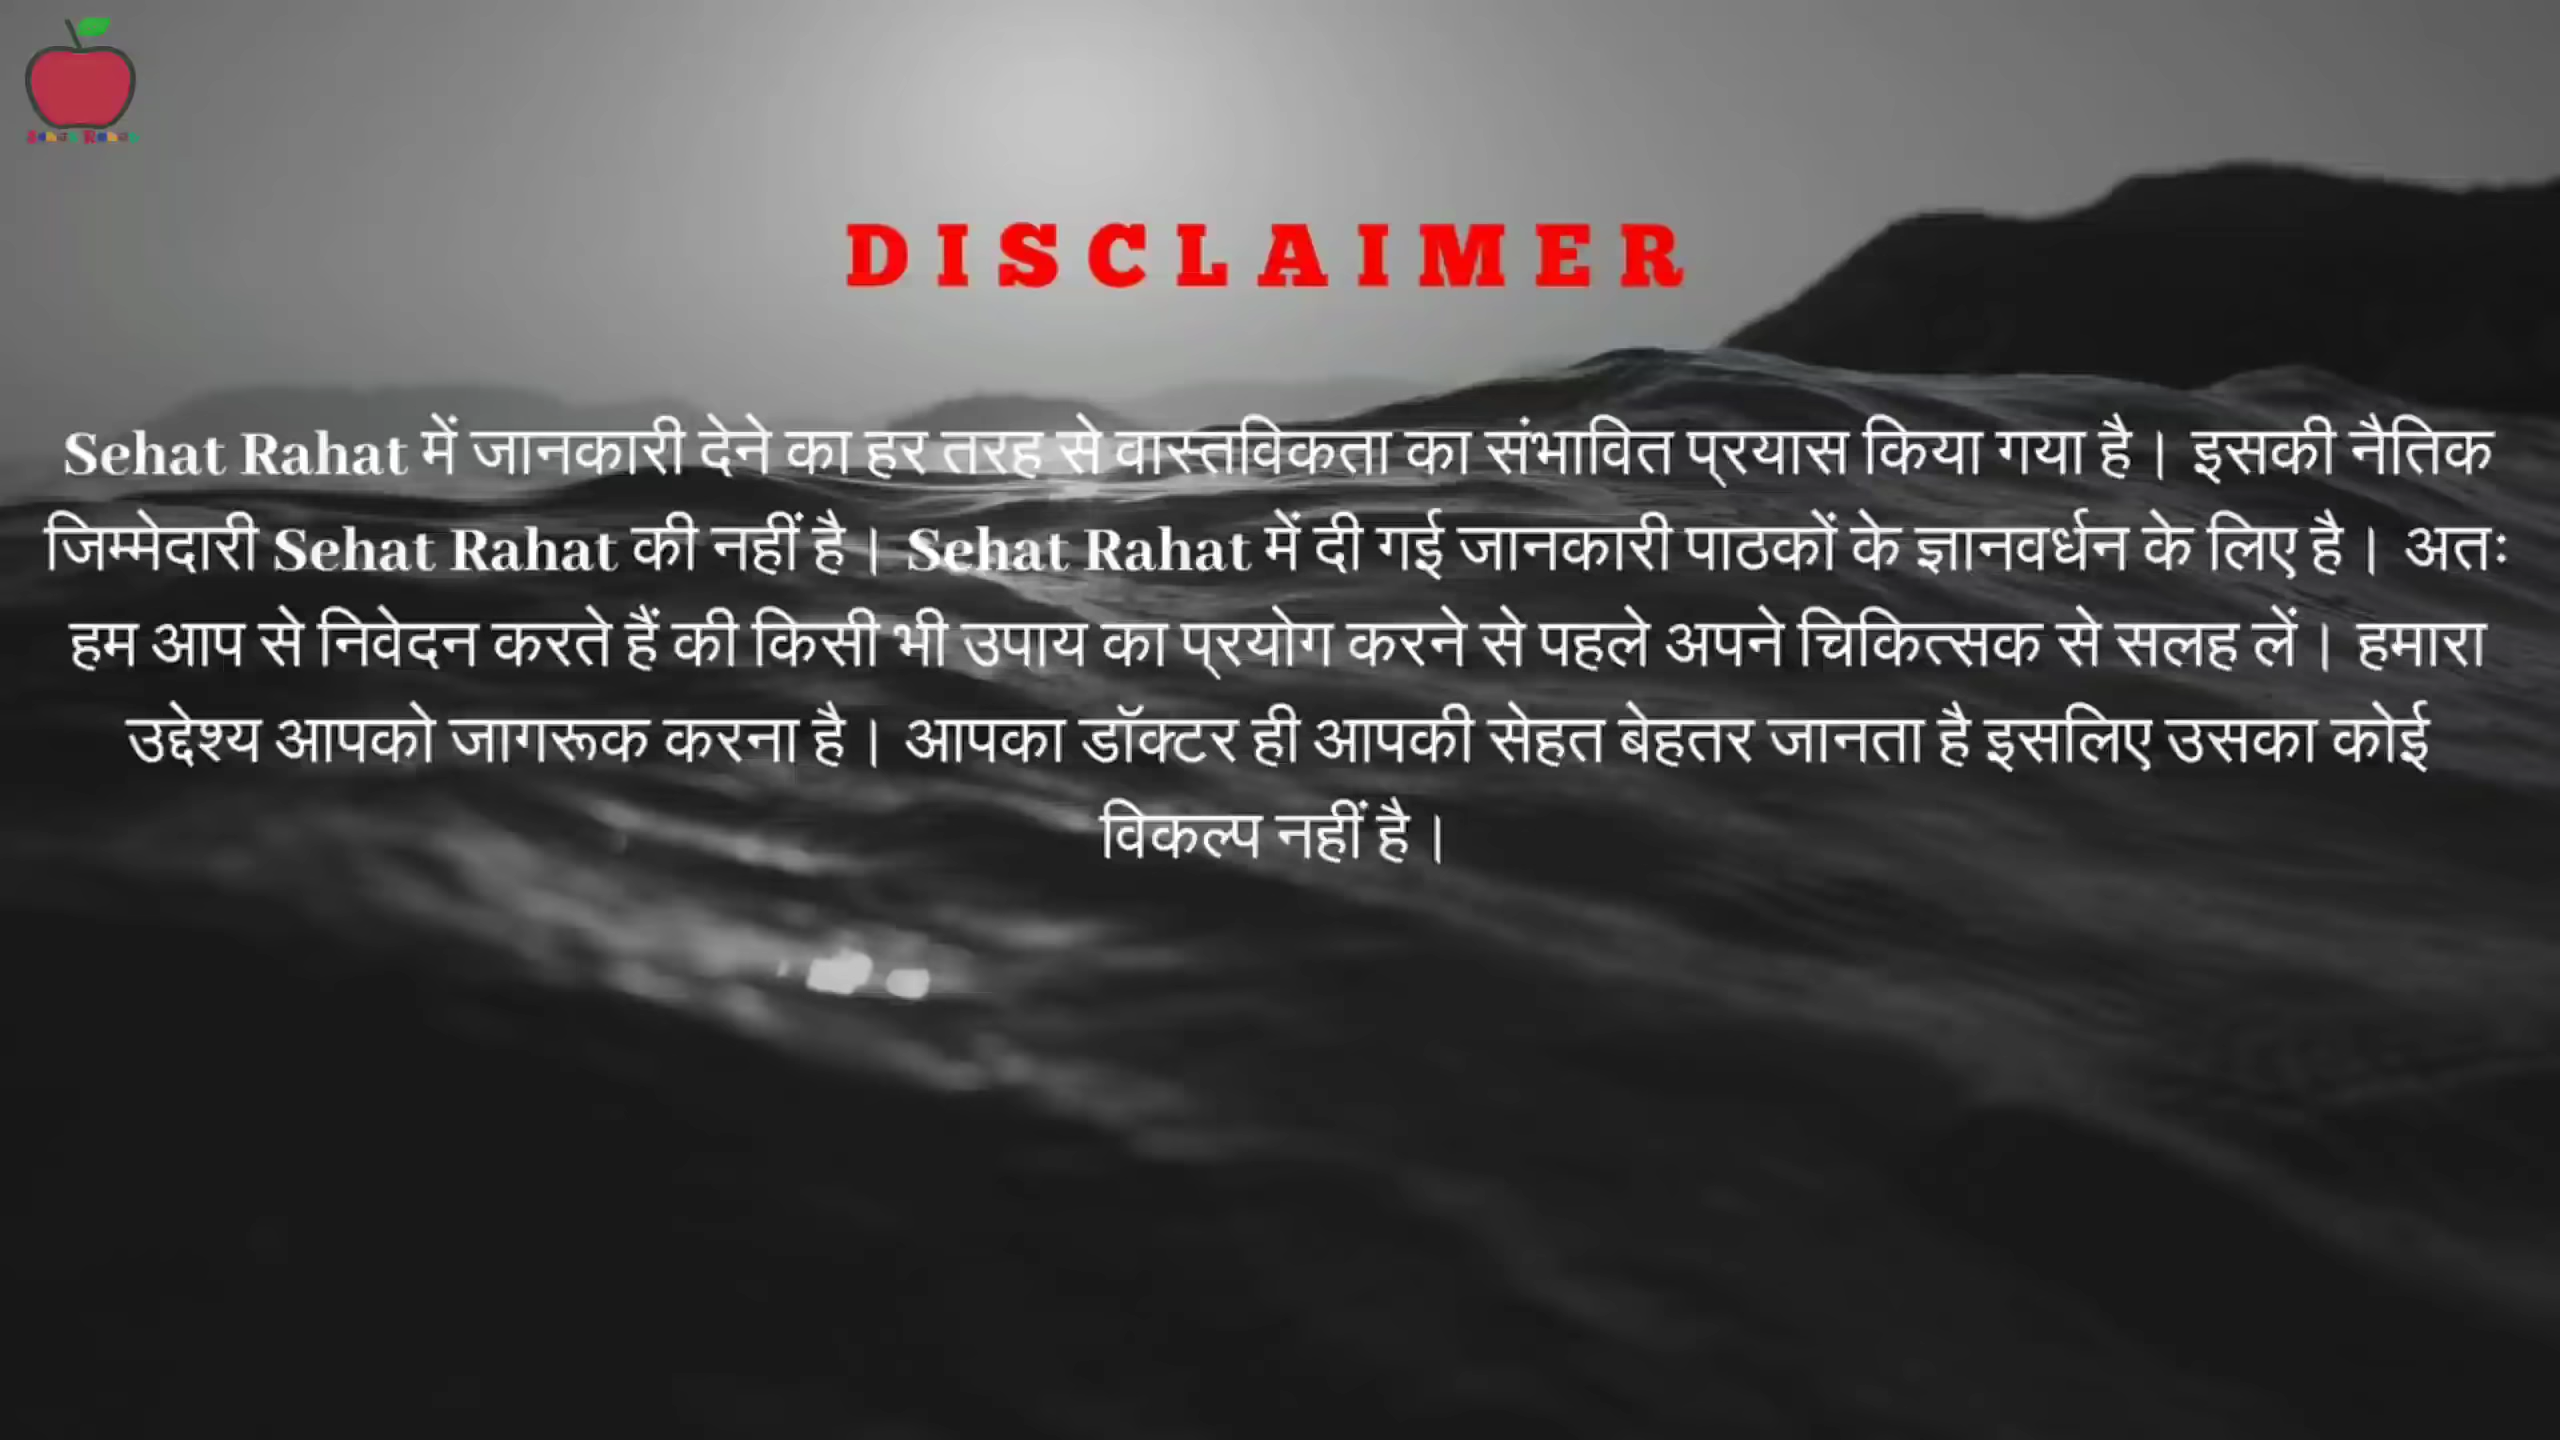 Sehat Rahat
DISCLAIMER
Sehat Rahat में जानकारी देने का हर तरह से वास्तविकता का संभावित प्रयास किया गया है। इसकी नैतिक
जिम्मेदारी Sehat Rahat की नहीं है। Sehat Rahat में दी गई जानकारी पाठकों के ज्ञानवर्धन के लिए है। अतः
हम आप से निवेदन करते हैं की किसी भी उपाय का प्रयोग करने से पहले अपने चिकित्सक से सलह लें। हमारा
उद्देश्य आपको जागरूक करना है। आपका डॉक्टर ही आपकी सेहत बेहतर जानता है इसलिए उसका कोई
विकल्प नहीं है।